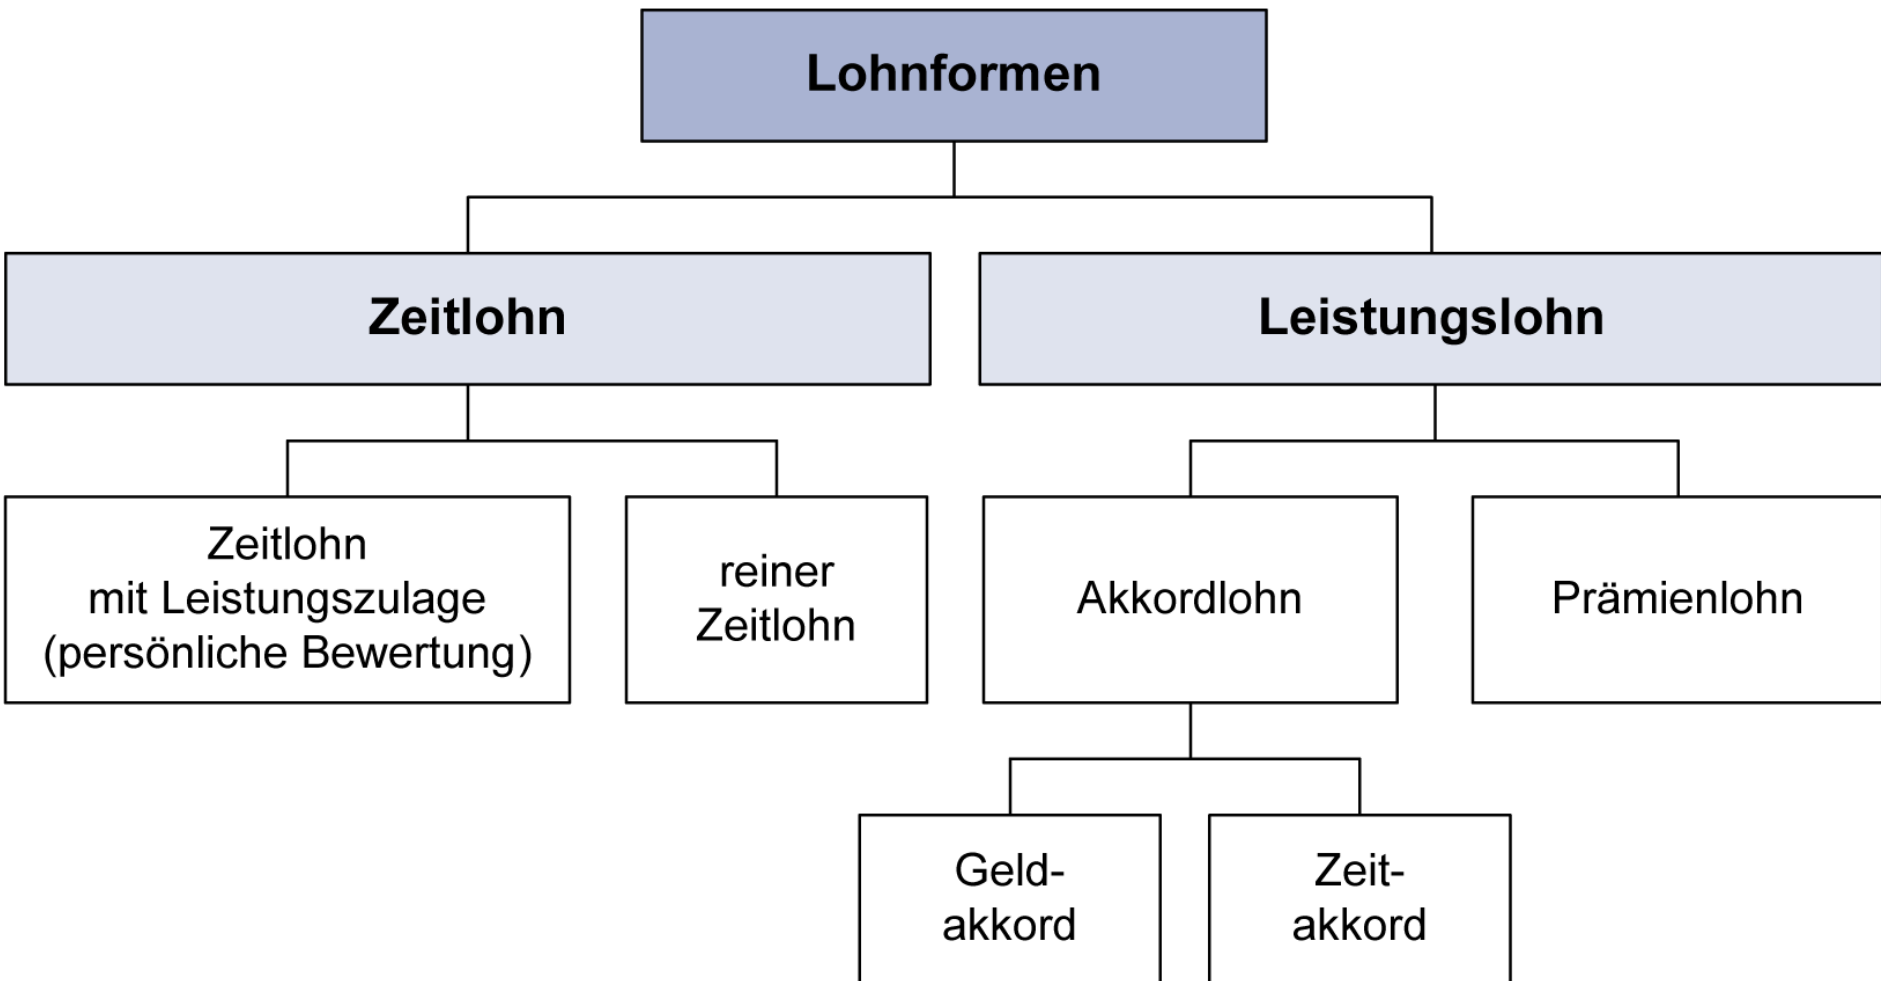 Lohnformen
Zeitlohn
Leistungslohn
Zeitlohn
mit Leistungszulage
(persönliche Bewertung)
reiner
Zeitlohn
Akkordlohn
Prämienlohn
Geld-
akkord
Zeit-
akkord